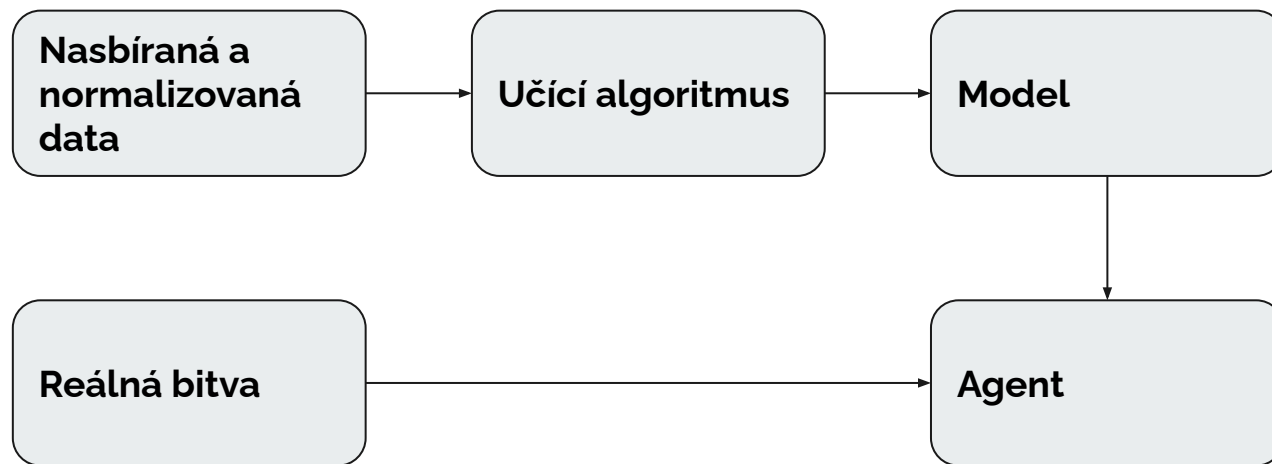 Nasbíraná a
normalizovaná
data
Učící algoritmus
Model
Reálná bitva
Agent